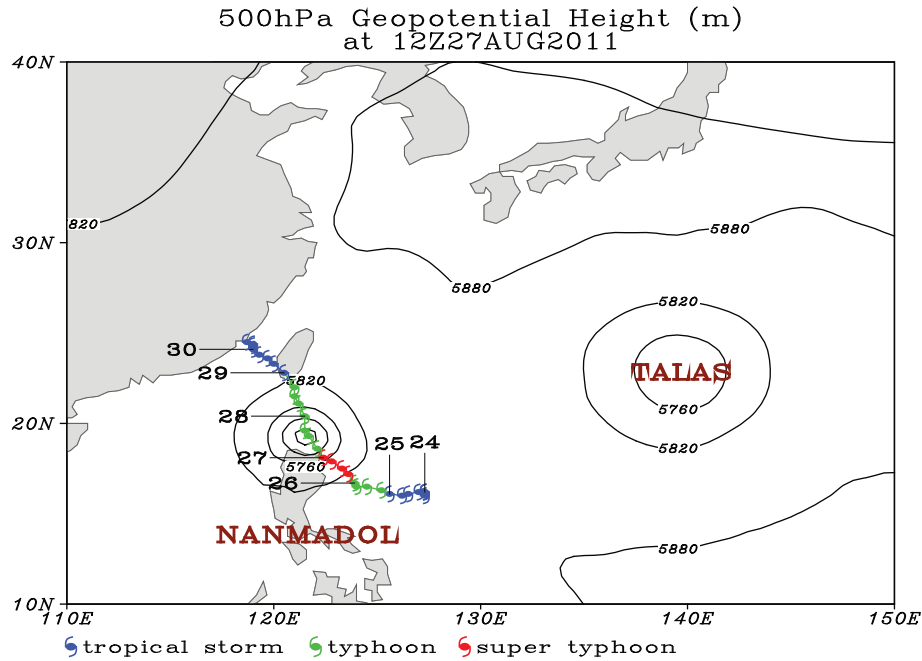 500hPa Geopotential Height (m)
at 12Z27AUG2011
40N
820
30N
5880
5880
5820
30
29
5820
TALAS
5760
28
20N
25 24
5820
27
5760
26
NANMADOL
5880
10N
110E 120E 130E 140E 150E
tropical storm typhoon super typhoon